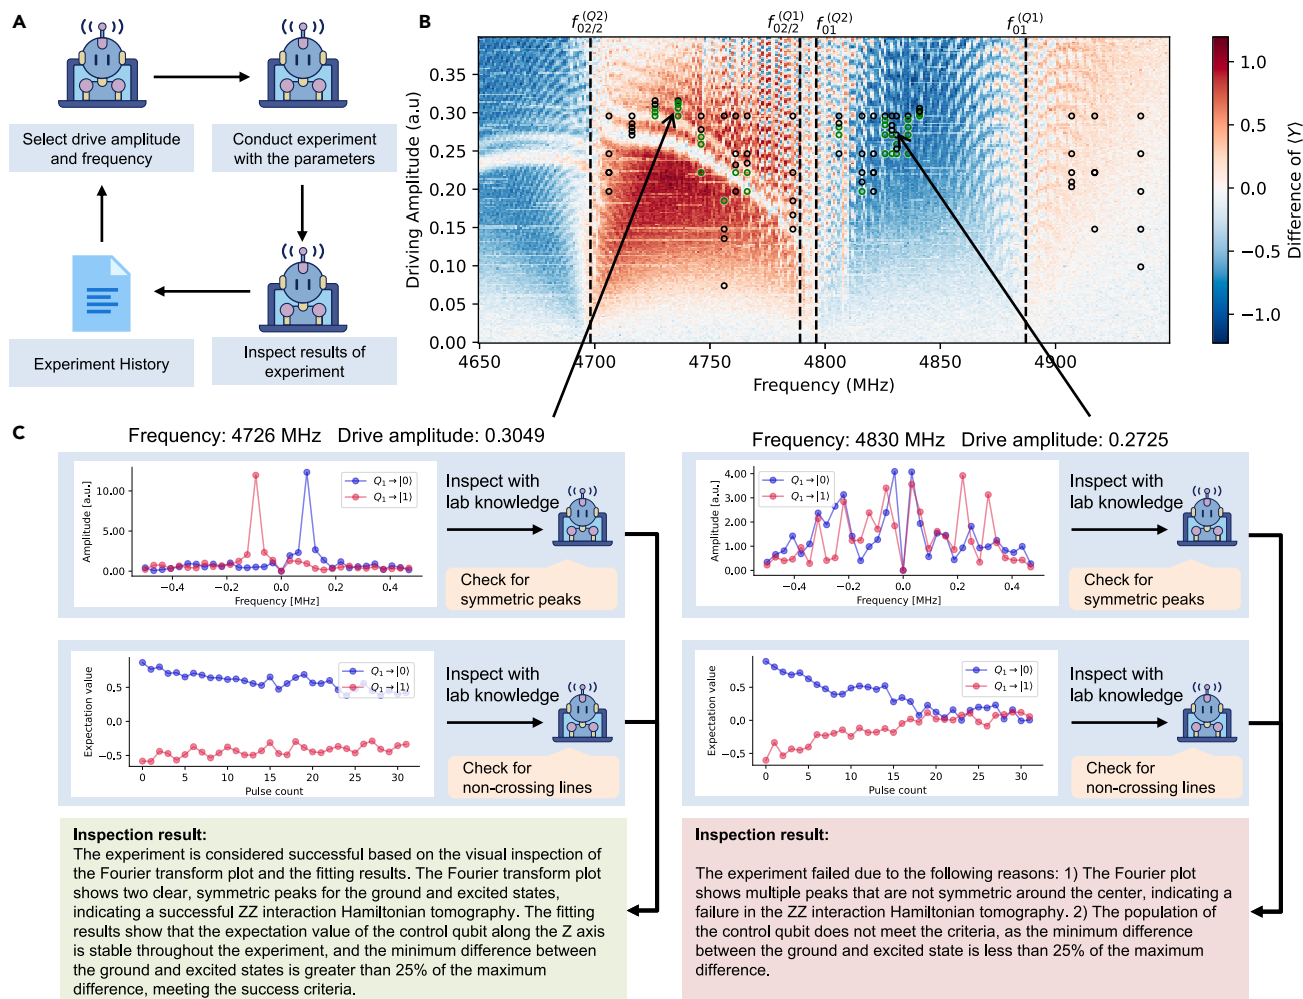 A
Select drive amplitude
and frequency
Conduct experiment
with the parameters
Experiment History
Inspect results of
experiment
B
f02/2(Q2)
f02/2(Q1)
f01(Q2)
f01(Q1)
Driving Amplitude (a.u)
0.35
0.30
0.25
0.20
0.15
0.10
0.05
0.00
4650
4700
4750
4800
4850
4900
Frequency (MHz)
1.0
0.5
0.0
−0.5
−1.0
Difference of ⟨Y⟩
C
Frequency: 4726 MHz Drive amplitude: 0.3049
Amplitude [a.u.]
10.00
5.00
0.00
Q1→|0⟩
Q1→|1⟩
−0.4
−0.2
0.0
0.2
0.4
Frequency [MHz]
Inspect with
lab knowledge
Check for
symmetric peaks
Expectation value
0.5
0.0
−0.5
Q1→|0⟩
Q1→|1⟩
0
5
10
15
20
25
30
Pulse count
Inspect with
lab knowledge
Check for
non-crossing lines
Inspection result:
The experiment is considered successful based on the visual inspection of
the Fourier transform plot and the fitting results. The Fourier transform plot
shows two clear, symmetric peaks for the ground and excited states,
indicating a successful ZZ interaction Hamiltonian tomography. The fitting
results show that the expectation value of the control qubit along the Z axis
is stable throughout the experiment, and the minimum difference between
the ground and excited states is greater than 25% of the maximum
difference, meeting the success criteria.
Frequency: 4830 MHz Drive amplitude: 0.2725
Amplitude [a.u.]
4.00
3.00
2.00
1.00
0.00
Q1→|0⟩
Q1→|1⟩
−0.4
−0.2
0.0
0.2
0.4
Frequency [MHz]
Inspect with
lab knowledge
Check for
symmetric peaks
Expectation value
0.5
0.0
−0.5
Q1→|0⟩
Q1→|1⟩
0
5
10
15
20
25
30
Pulse count
Inspect with
lab knowledge
Check for
non-crossing lines
Inspection result:
The experiment failed due to the following reasons: 1) The Fourier plot
shows multiple peaks that are not symmetric around the center, indicating a
failure in the ZZ interaction Hamiltonian tomography. 2) The population of
the control qubit does not meet the criteria, as the minimum difference
between the ground and excited state is less than 25% of the maximum
difference.